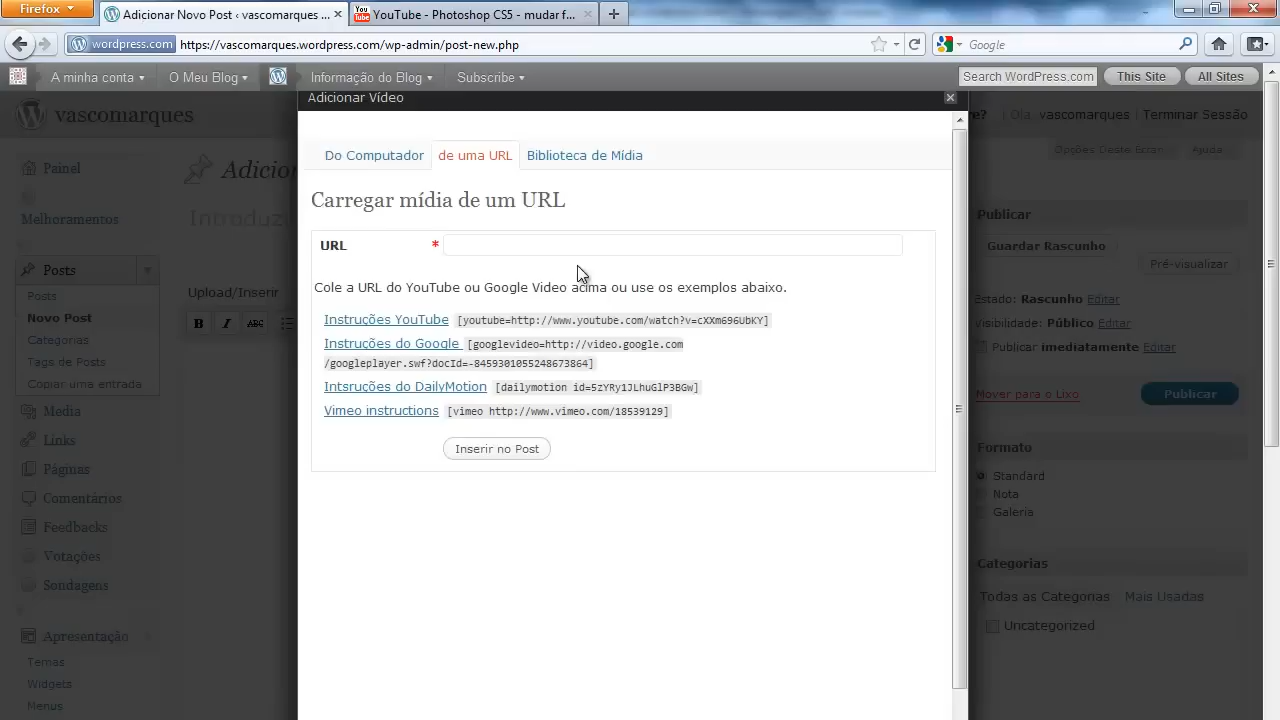 Firefox
Adicionar Novo Post ‹ vascomarques ...
YouTube - Photoshop CS5 - mudar f...
wordpress.com
https://vascomarques.wordpress.com/wp-admin/post-new.php
Google
A minha conta
O Meu Blog
Informação do Blog
Subscribe
Search WordPress.com
This Site
All Sites
Adicionar Vídeo
vascomarques
Olá,
vascomarques
Terminar Sessão
Opções Deste Ecran
Ajuda
Painel
Melhoramentos
Posts
Posts
Novo Post
Categorias
Tags de Posts
Copiar uma entrada
Media
Links
Páginas
Comentários
Feedbacks
Votações
Sondagens
Apresentação
Temas
Widgets
Menus
Adicion
Introduzi
Upload/Inserir
B
I
ABC
Do Computador
de uma URL
Biblioteca de Mídia
Carregar mídia de um URL
URL *
Cole a URL do YouTube ou Google Video acima ou use os exemplos abaixo.
Instruções YouTube [youtube=http://www.youtube.com/watch?v=cXXm696UbKY]
Instruções do Google [googlevideo=http://video.google.com
/googleplayer.swf?docId=-8459301055248673864]
Intsruções do DailyMotion [dailymotion id=5zYRy1JLhuGlP3BGw]
Vimeo instructions [vimeo http://www.vimeo.com/18539129]
Inserir no Post
Publicar
Guardar Rascunho
Pré-visualizar
Estado: Rascunho Editar
Visibilidade: Público Editar
Publicar imediatamente Editar
Mover para o Lixo
Publicar
Formato
Standard
Nota
Galeria
Categorias
Todas as Categorias
Mais Usadas
Uncategorized